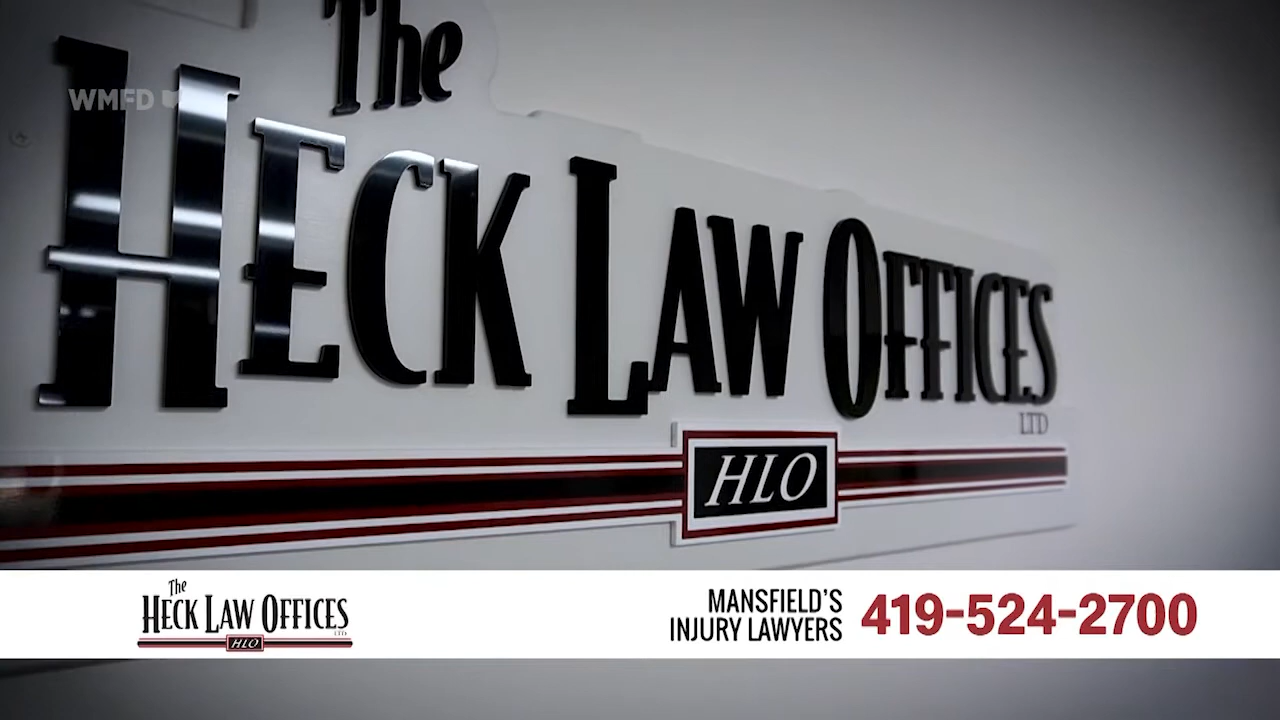 The
HECK LAW OFFICES
LTD
HLO
WMFD
The
HECK LAW OFFICES
LTD
HLO
MANSFIELD'S
INJURY LAWYERS
419-524-2700